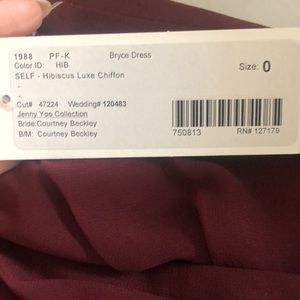 1988 PF-K Bryce Dress
Color ID: HIB Size: 0
SELF - Hibiscus Luxe Chiffon
-
-
Cut# 47224 Wedding# 120483
Jenny Yoo Collection
Bride:Courtney Beckley
B/M: Courtney Beckley
750813 RN# 127179